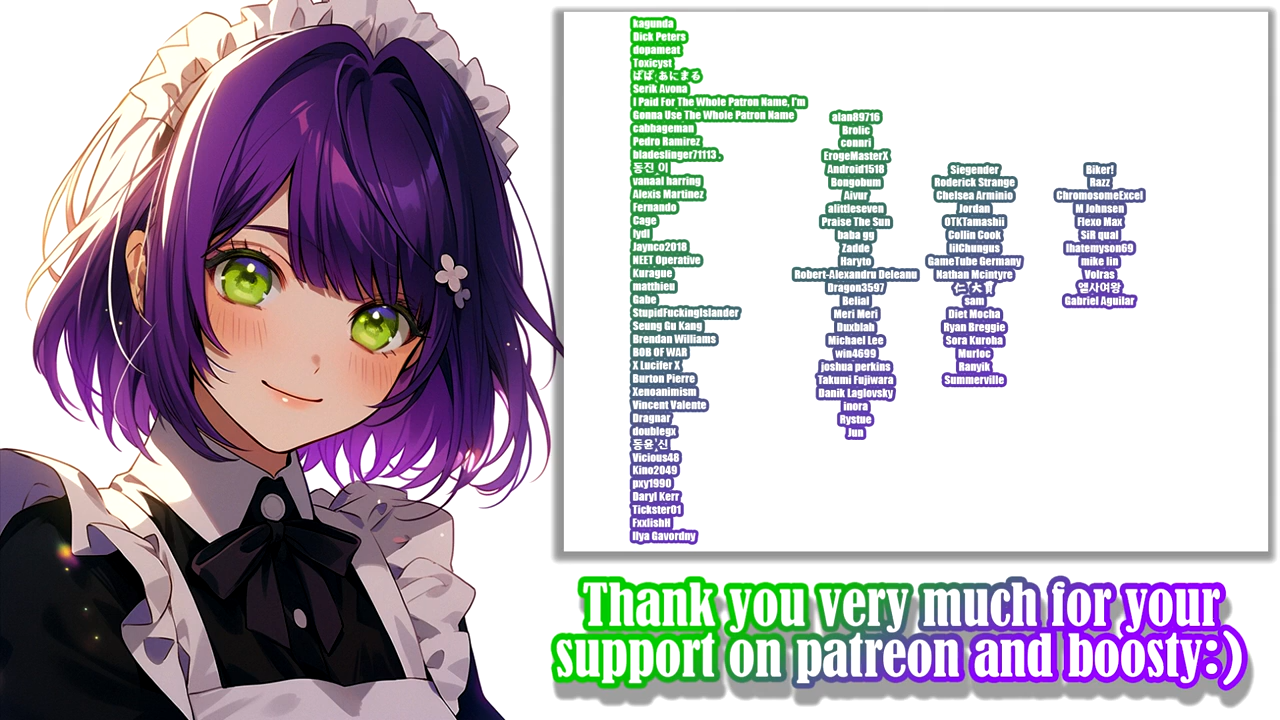 kagunda
Dick Peters
dopameat
Toxicyst
ぱぱ あにまる
Serik Avona
I Paid For The Whole Patron Name, I'm
Gonna Use The Whole Patron Name
cabbageman
Pedro Ramirez
bladeslinger71113 .
동진 이
vanaal harring
Alexis Martinez
Fernando
Cage
lydl
Jaynco2018
NEET Operative
Kurague
matthieu
Gabe
StupidFuckingIslander
Seung Gu Kang
Brendan Williams
BOB OF WAR
X Lucifer X
Burton Pierre
Xenoanimism
Vincent Valente
Dragnar
doublegx
동윤 신
Vicious48
Kino2049
pxy1990
Daryl Kerr
Tickster01
FxxlishH
Ilya Gavordny
alan89716
Brolic
connri
ErogeMasterX
Android1518
Bongobum
Aivur
alittleseven
Praise The Sun
baba gg
Zadde
Haryto
Robert-Alexandru Deleanu
Dragon3597
Belial
Meri Meri
Duxblah
Michael Lee
win4699
joshua perkins
Takumi Fujiwara
Danik Laglovsky
inora
Rystue
Jun
Siegender
Roderick Strange
Chelsea Arminio
Jordan
OTKTamashii
Collin Cook
lilChungus
GameTube Germany
Nathan Mcintyre
仁 大貫
sam
Diet Mocha
Ryan Breggie
Sora Kuroha
Murloc
Ranyik
Summerville
Biker!
Razz
ChromosomeExcel
M Johnsen
Flexo Max
SiR qual
Ihatemyson69
mike lin
Volras
엘사여왕
Gabriel Aguilar
Thank you very much for your
support on patreon and boosty:)